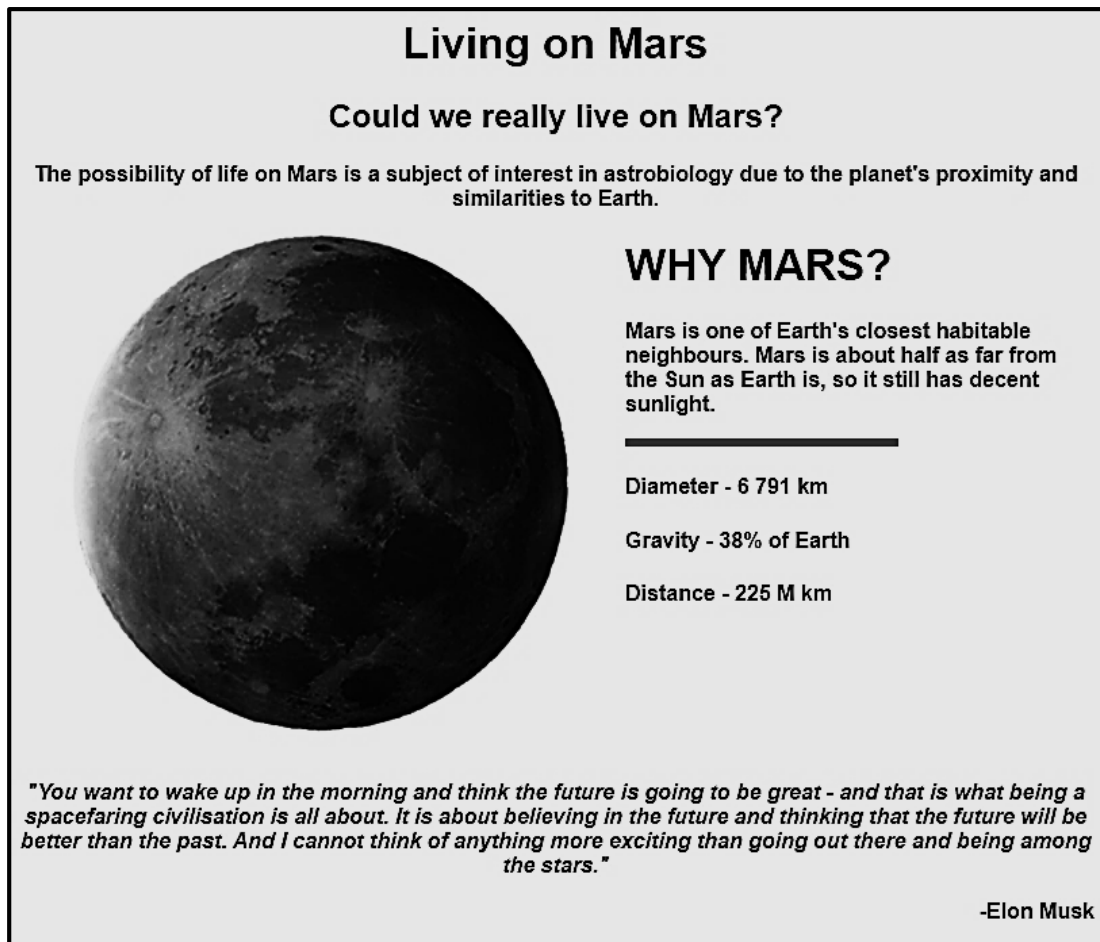 Living on Mars
Could we really live on Mars?
The possibility of life on Mars is a subject of interest in astrobiology due to the planet's proximity and
similarities to Earth.
WHY MARS?
Mars is one of Earth's closest habitable
neighbours. Mars is about half as far from
the Sun as Earth is, so it still has decent
sunlight.
Diameter - 6 791 km
Gravity - 38% of Earth
Distance - 225 M km
"You want to wake up in the morning and think the future is going to be great - and that is what being a
spacefaring civilisation is all about. It is about believing in the future and thinking that the future will be
better than the past. And I cannot think of anything more exciting than going out there and being among
the stars."
-Elon Musk